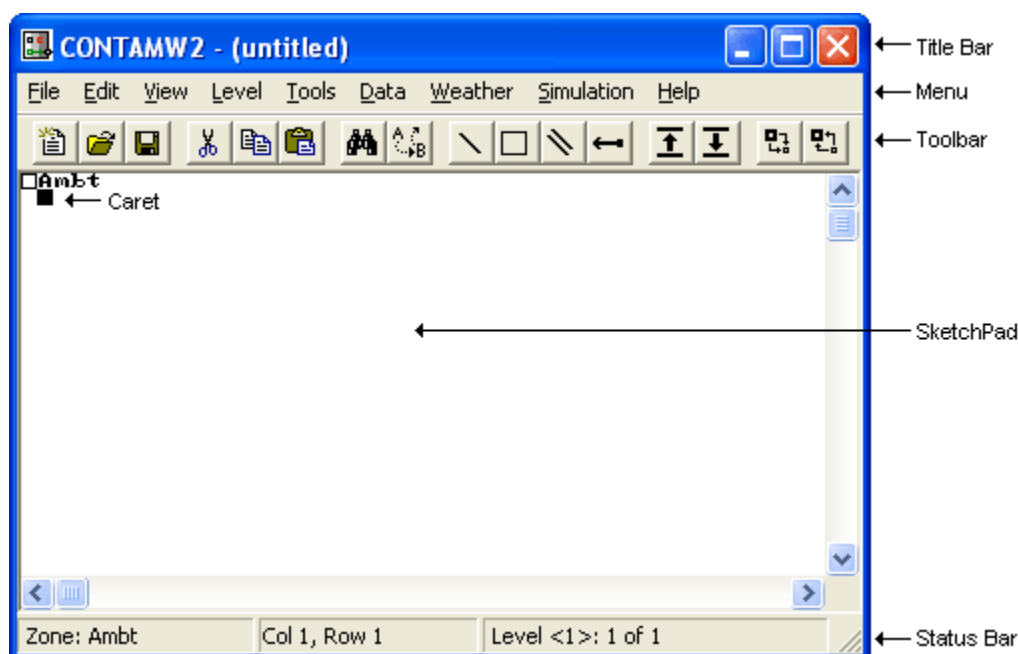 CONTAMW2 - (untitled)
Title Bar
File Edit View Level Tools Data Weather Simulation Help
Menu
A B
Toolbar
Ambt
Caret
SketchPad
Zone: Ambt
Col 1, Row 1
Level <1>: 1 of 1
Status Bar